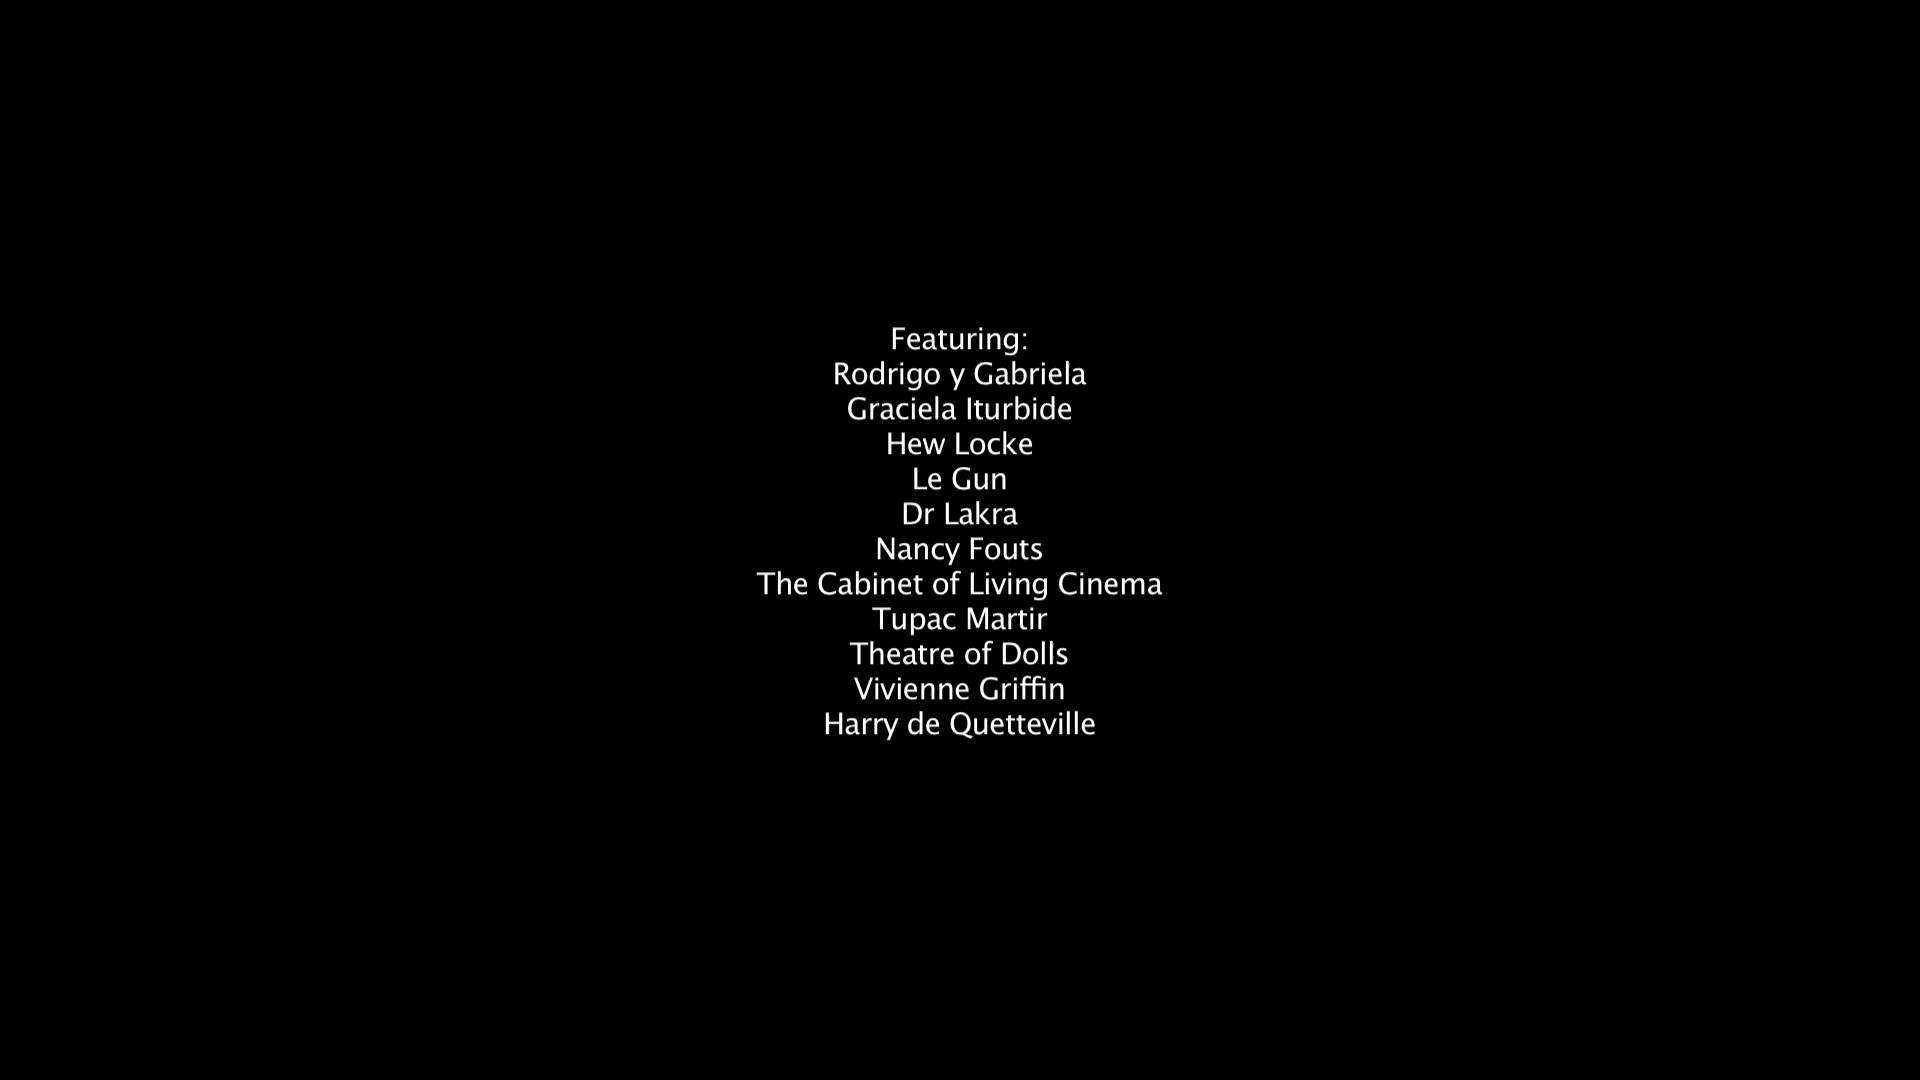 Featuring:
Rodrigo y Gabriela
Graciela Iturbide
Hew Locke
Le Gun
Dr Lakra
Nancy Fouts
The Cabinet of Living Cinema
Tupac Martir
Theatre of Dolls
Vivienne Griffin
Harry de Quetteville